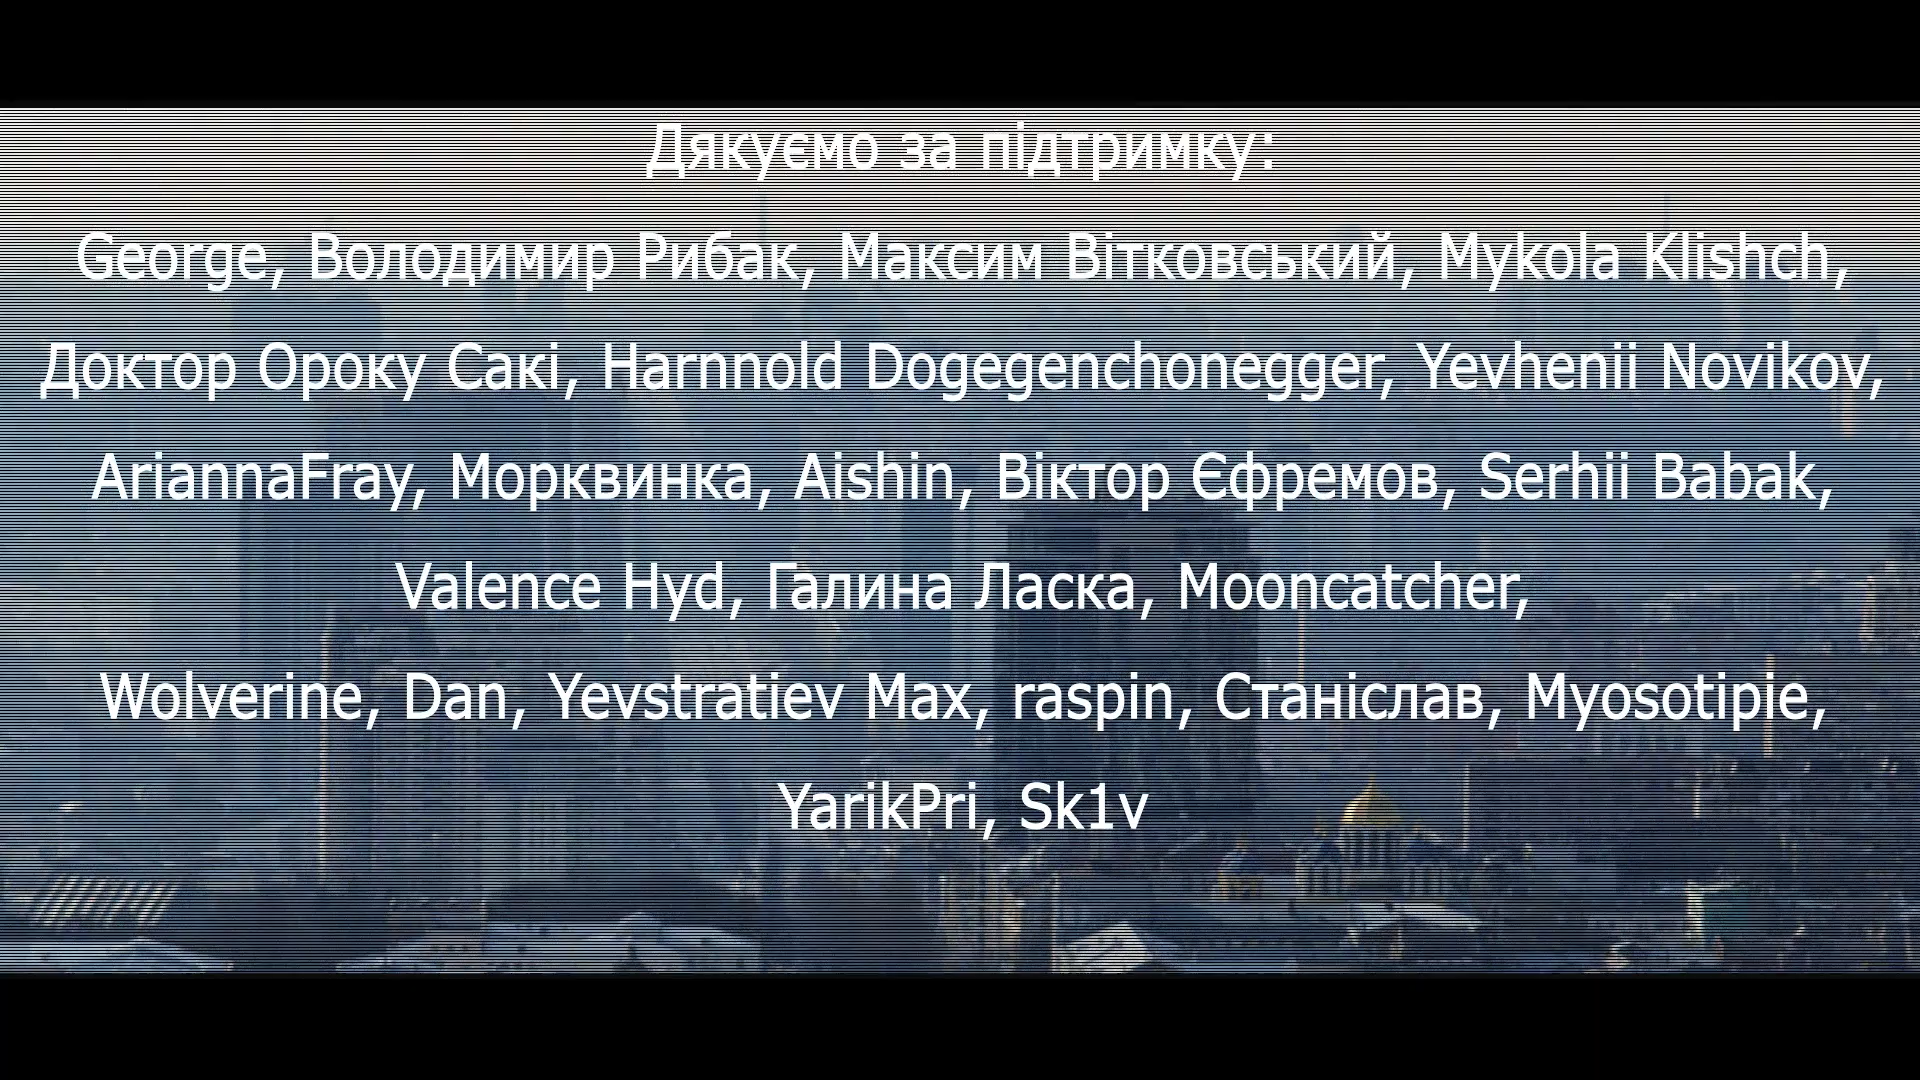 Дякуємо за підтримку:
George, Володимир Рибак, Максим Вітковський, Mykola Klishch,
Доктор Ороку Сакі, Harnnold Dogegenchonegger, Yevhenii Novikov,
AriannaFray, Морквинка, Aishin, Віктор Єфремов, Serhii Babak,
Valence Hyd, Галина Ласка, Mooncatcher,
Wolverine, Dan, Yevstratiev Max, raspin, Станіслав, Myosotipie,
YarikPri, Sk1v